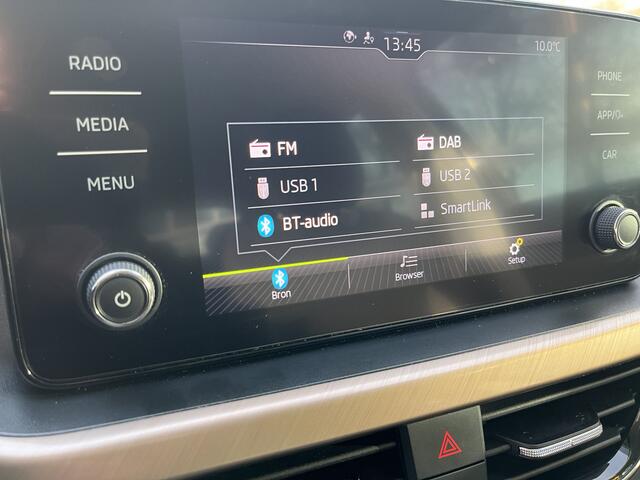 13:45
10.0°C
RADIO
MEDIA
MENU
FM
DAB
USB 1
USB 2
BT-audio
SmartLink
Bron
Browser
Setup
PHONE
APP/
CAR